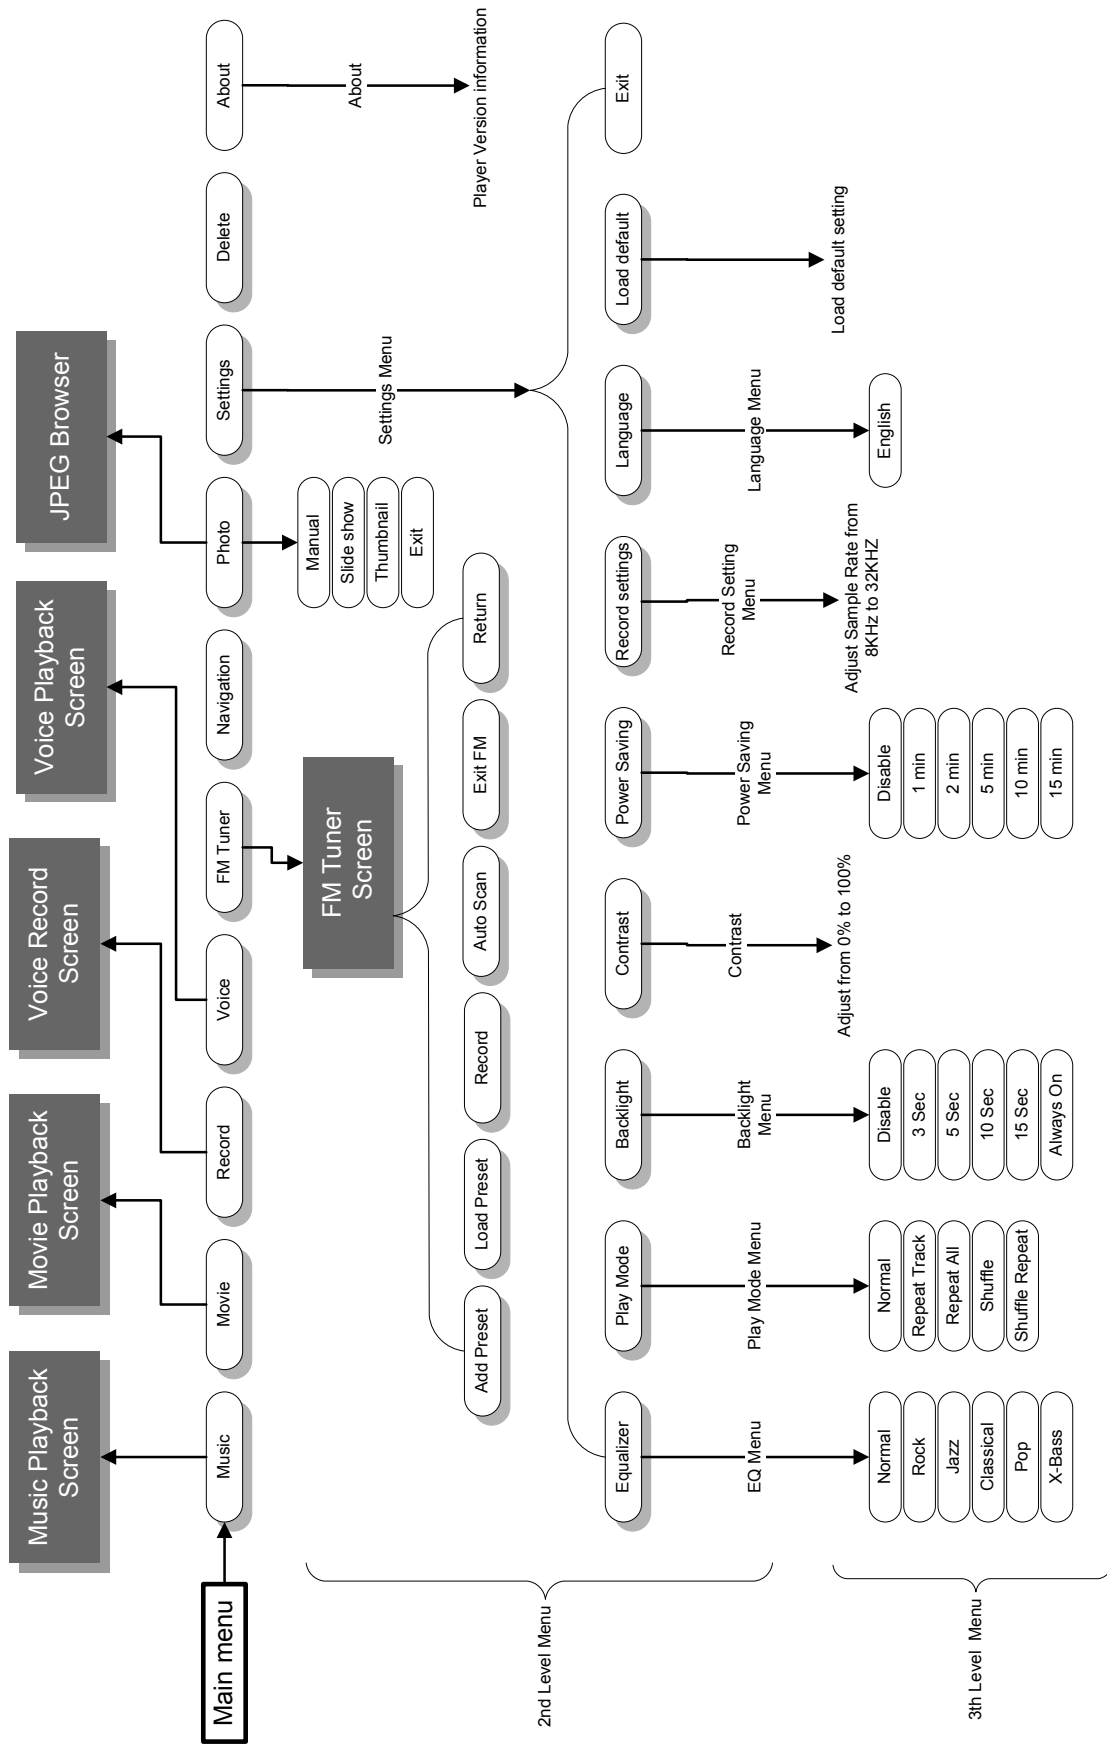 Music Playback
Screen
Movie Playback
Screen
Voice Record
Screen
Voice Playback
Screen
JPEG Browser
Main menu
Music
Movie
Record
Voice
FM Tuner
Navigation
Photo
Settings
Delete
About
FM Tuner
Screen
Manual
Slide show
Thumbnail
Exit
Settings Menu
About
Player Version information
2nd Level Menu
Add Preset
Load Preset
Record
Auto Scan
Exit FM
Return
Equalizer
Play Mode
Backlight
Contrast
Power Saving
Record settings
Language
Load default
Exit
EQ Menu
Play Mode Menu
Backlight
Menu
Contrast
Power Saving
Menu
Record Setting
Menu
Language Menu
3th Level Menu
Normal
Rock
Jazz
Classical
Pop
X-Bass
Normal
Repeat Track
Repeat All
Shuffle
Shuffle Repeat
Disable
3 Sec
5 Sec
10 Sec
15 Sec
Always On
Adjust from 0% to 100%
Disable
1 min
2 min
5 min
10 min
15 min
Adjust Sample Rate from
8KHz to 32KHZ
English
Load default setting